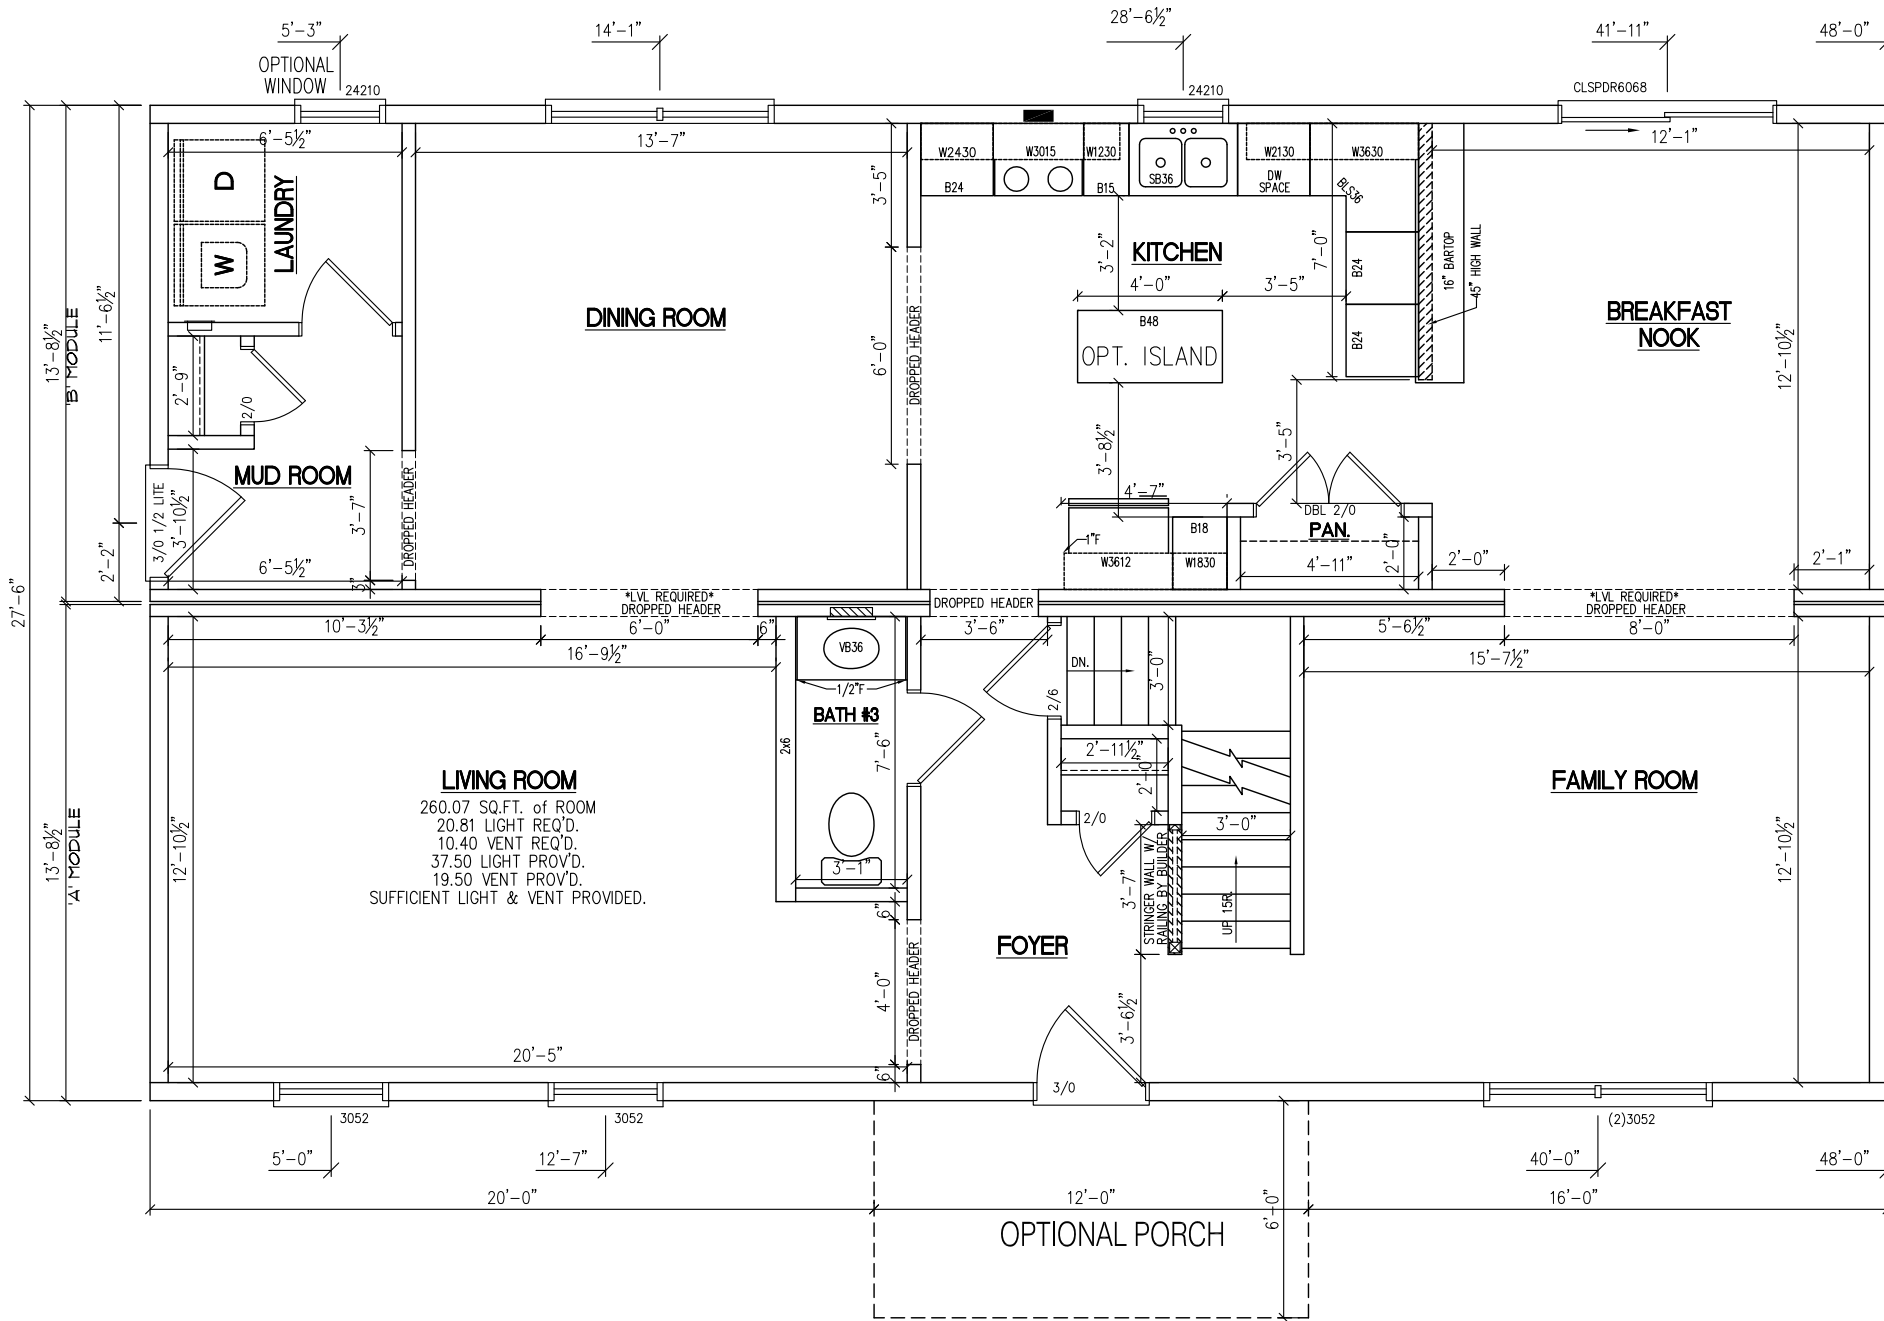 5'-3"
14'-1"
28'-6½"
41'-11"
48'-0"
OPTIONAL
WINDOW
24210
24210
CLSPDR6068
6'-5½"
13'-7"
12'-1"
D
W
LAUNDRY
3'-5"
W2430
W3015
W1230
W2130
W3630
B24
B15
SB36
DW
SPACE
BLS36
KITCHEN
3'-2"
7'-0"
4'-0"
3'-5"
B24
B24
16" BARTOP
45" HIGH WALL
DINING ROOM
BREAKFAST
NOOK
B48
OPT. ISLAND
6'-0"
DROPPED HEADER
12'-10½"
27'-6"
13'-8½"
'B' MODULE
11'-6½"
2'-9"
2/0
MUD ROOM
3'-8½"
3'-5"
3/0 1/2 LITE
3'-10½"
3'-7"
DROPPED HEADER
4'-7"
DBL 2/0
PAN.
B18
1"F
W3612
W1830
4'-11"
2'-0"
2'-0"
2'-1"
2'-2"
6'-5½"
3"
*LVL REQUIRED*
DROPPED HEADER
DROPPED HEADER
*LVL REQUIRED*
DROPPED HEADER
10'-3½"
6'-0"
6"
3'-6"
5'-6½"
8'-0"
16'-9½"
15'-7½"
VB36
1/2"F
BATH #3
2x6
7'-6"
DN.
3'-0"
2/6
2'-11½"
2'-0"
2/0
3'-0"
LIVING ROOM
260.07 SQ.FT. of ROOM
20.81 LIGHT REQ'D.
10.40 VENT REQ'D.
37.50 LIGHT PROV'D.
19.50 VENT PROV'D.
SUFFICIENT LIGHT & VENT PROVIDED.
FAMILY ROOM
13'-8½"
'A' MODULE
12'-10½"
12'-10½"
3'-1"
6"
3'-7"
STRINGER WALL W/
RAILING BY BUILDER
UP 15R.
FOYER
4'-0"
DROPPED HEADER
3'-6½"
20'-5"
6"
3/0
3052
3052
(2)3052
5'-0"
12'-7"
40'-0"
48'-0"
20'-0"
12'-0"
16'-0"
6'-0"
OPTIONAL PORCH